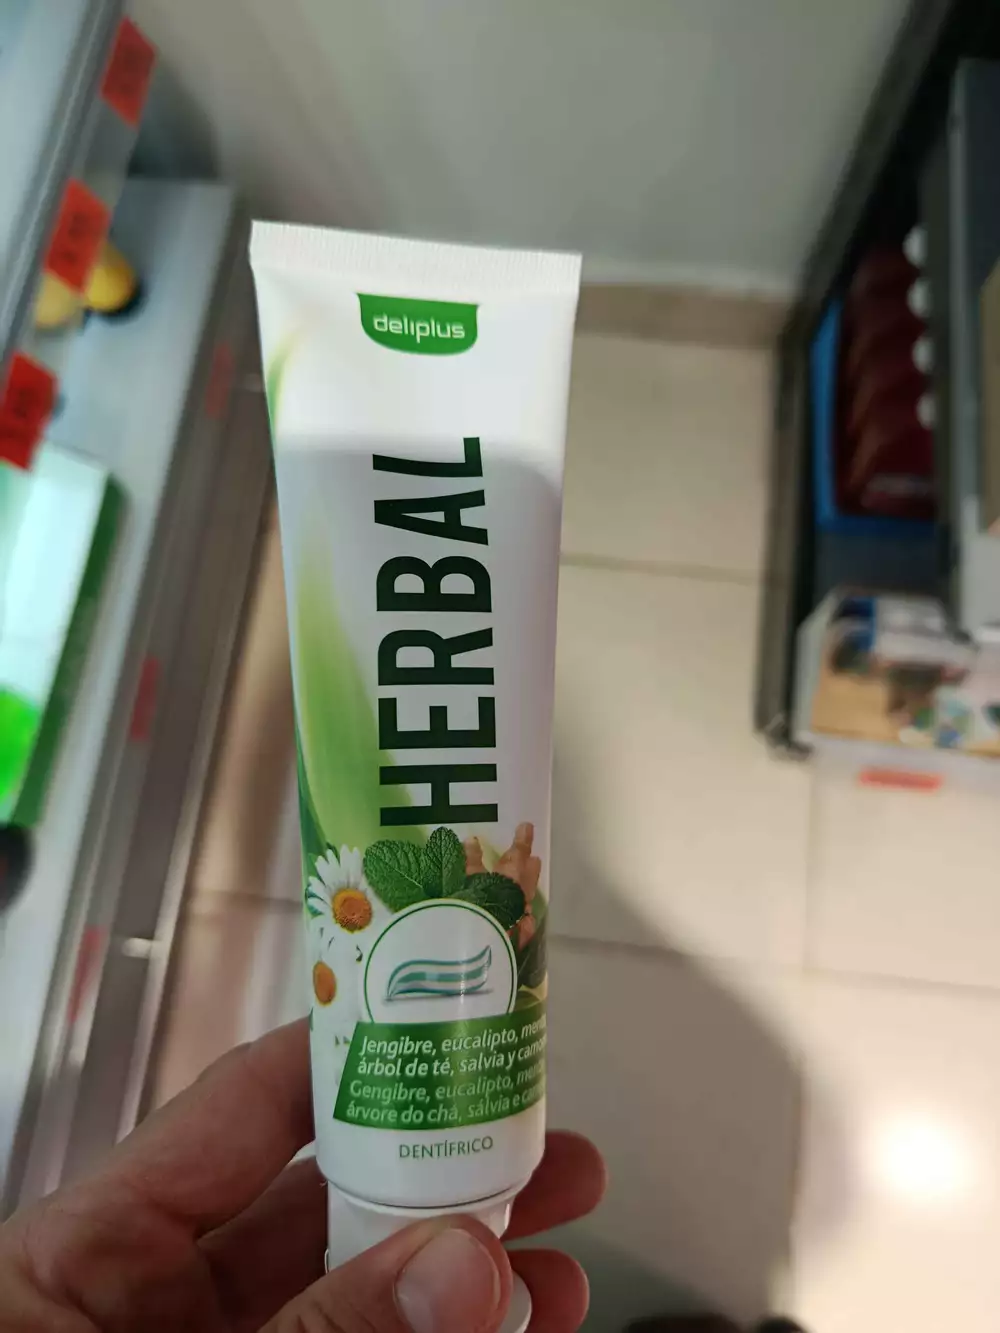 deliplus
HERBAL
Jengibre, eucalipto,
árbol de té, salvia y
Gengibre, eucalipto,
árvore do chá, sálvia e
DENTÍFRICO